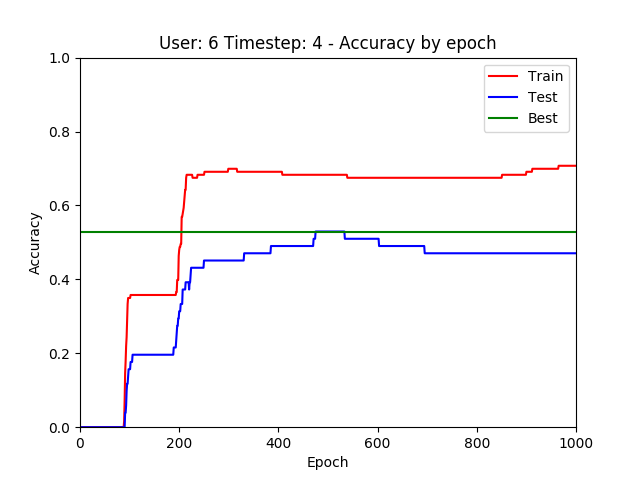 User: 6 Timestep: 4 - Accuracy by epoch
1.0
0.8
0.6
0.4
0.2
0.0
Accuracy
Train
Test
Best
0 200 400 600 800 1000
Epoch